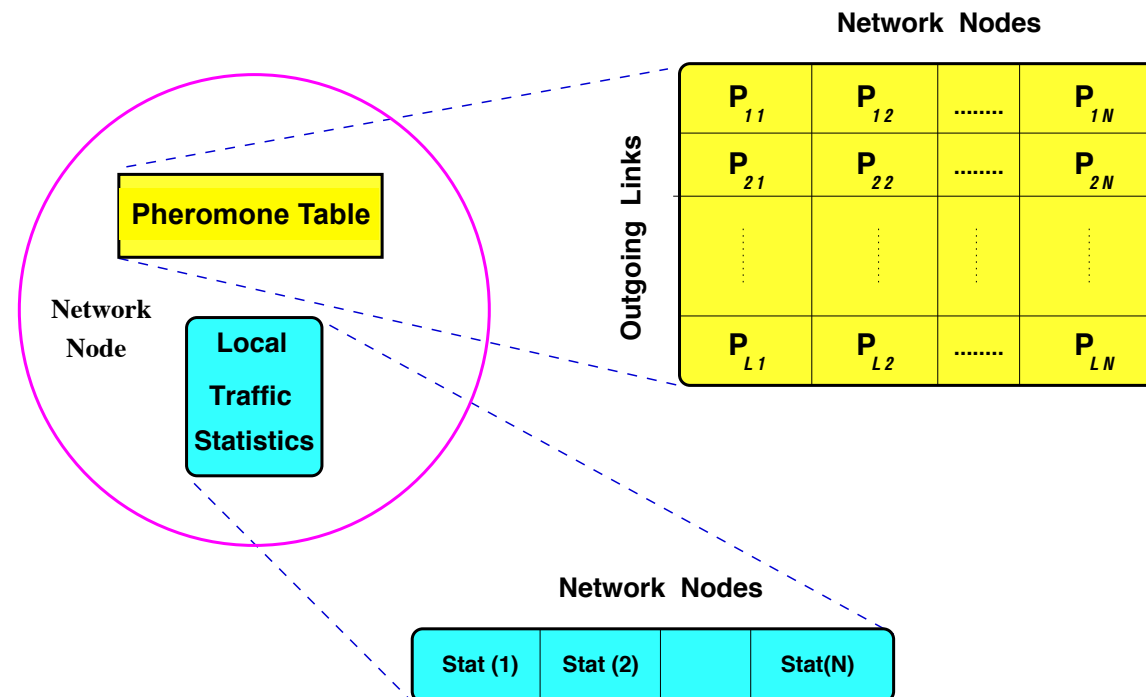 Network Nodes
P11 P12 ........ P1N
P21 P22 ........ P2N
PL1 PL2 ........ PLN
Outgoing Links
Pheromone Table
Network
Node
Local
Traffic
Statistics
Network Nodes
Stat (1) Stat (2) Stat(N)